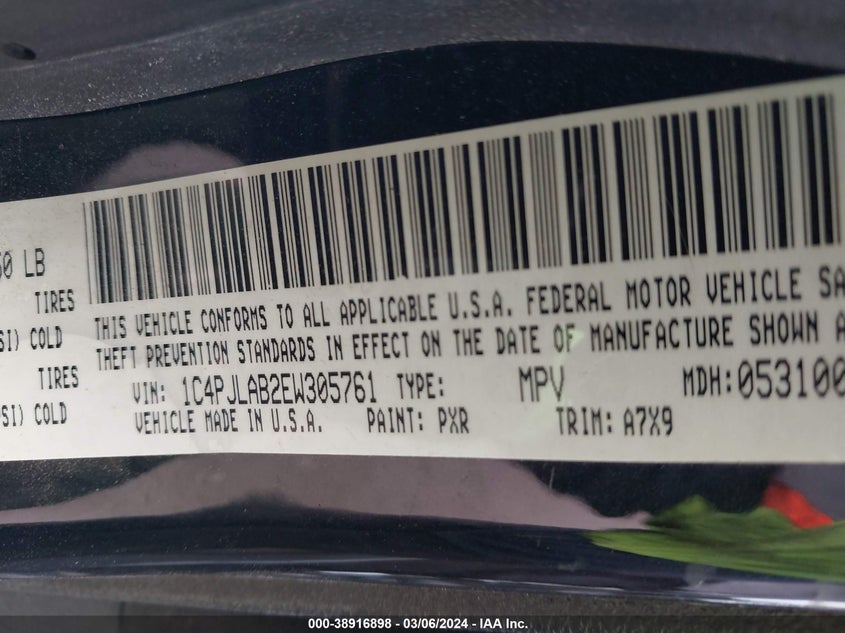 50 LB
TIRES
SI) COLD
TIRES
PSI) COLD
THIS VEHICLE CONFORMS TO ALL APPLICABLE U.S.A. FEDERAL MOTOR VEHICLE SA
THEFT PREVENTION STANDARDS IN EFFECT ON THE DATE OF MANUFACTURE SHOWN A
VIN: 1C4PJLAB2EW305761 TYPE: MPV MDH: 053100
VEHICLE MADE IN U.S.A. PAINT: PXR TRIM: A7X9
000-38916898 - 03/06/2024 - IAA Inc.